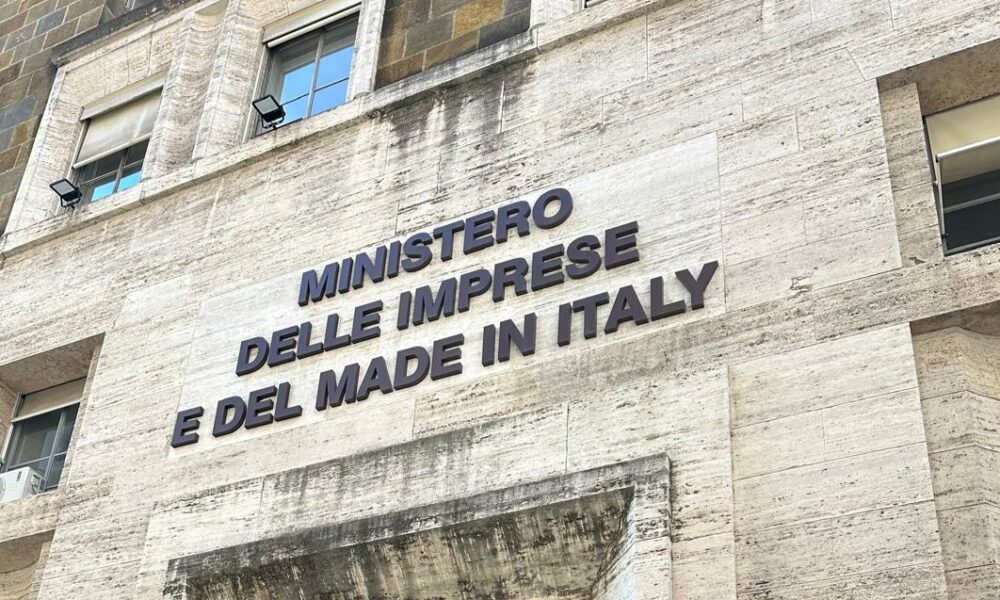 MINISTERO
DELLE IMPRESE
E DEL MADE IN ITALY